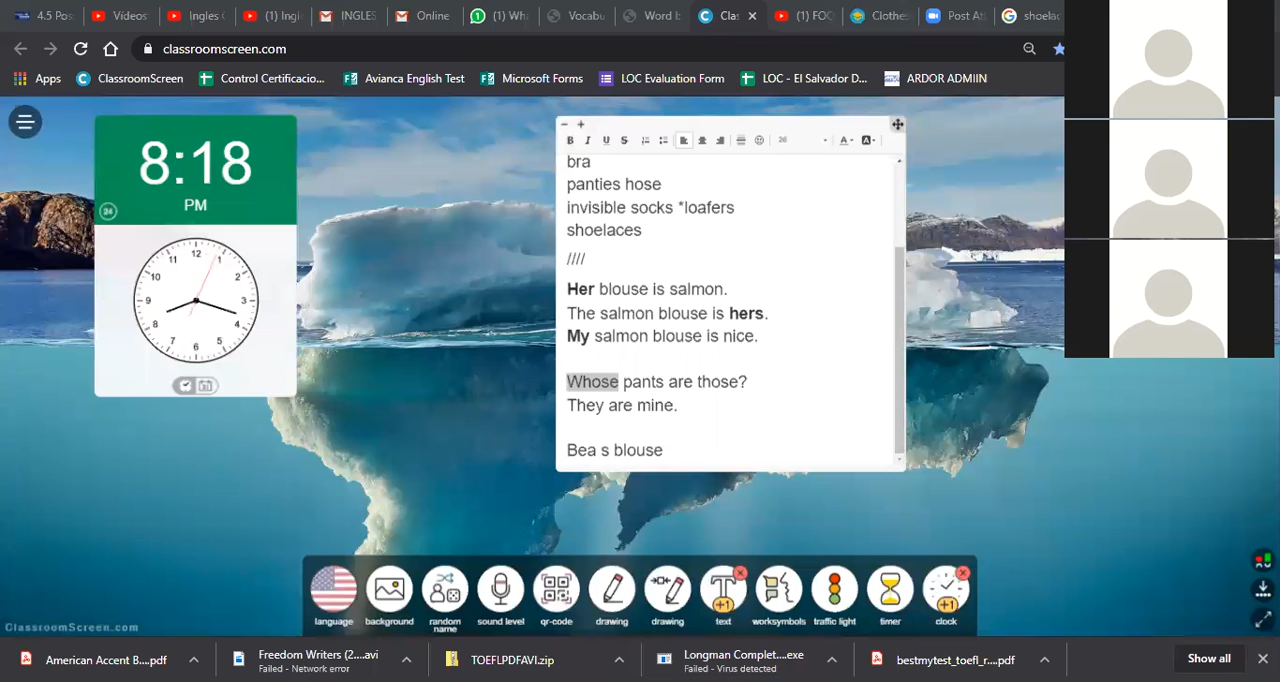 4.5 Pos
Vídeos
Ingles
(1) Ingl
INGLES
Online
(1) Wha
Vocabu
Word b
Clas
(1) FOC
Clothes
Post At
shoelac
classroomscreen.com
Apps
ClassroomScreen
Control Certificacio...
Avianca English Test
Microsoft Forms
LOC Evaluation Form
LOC - El Salvador D...
ARDOR ADMIIN
8:18
PM
24
12
1
2
3
4
5
6
7
8
9
10
11
B I U S
26
A A
bra
panties hose
invisible socks *loafers
shoelaces
////
Her blouse is salmon.
The salmon blouse is hers.
My salmon blouse is nice.
Whose pants are those?
They are mine.
Bea s blouse
language
background
random name
sound level
qr-code
drawing
drawing
+1
text
worksymbols
traffic light
timer
+1
clock
ClassroomScreen.com
American Accent B....pdf
Freedom Writers (2....avi
Failed - Network error
TOEFLPDFAVI.zip
Longman Complet....exe
Failed - Virus detected
bestmytest_toefl_r....pdf
Show all